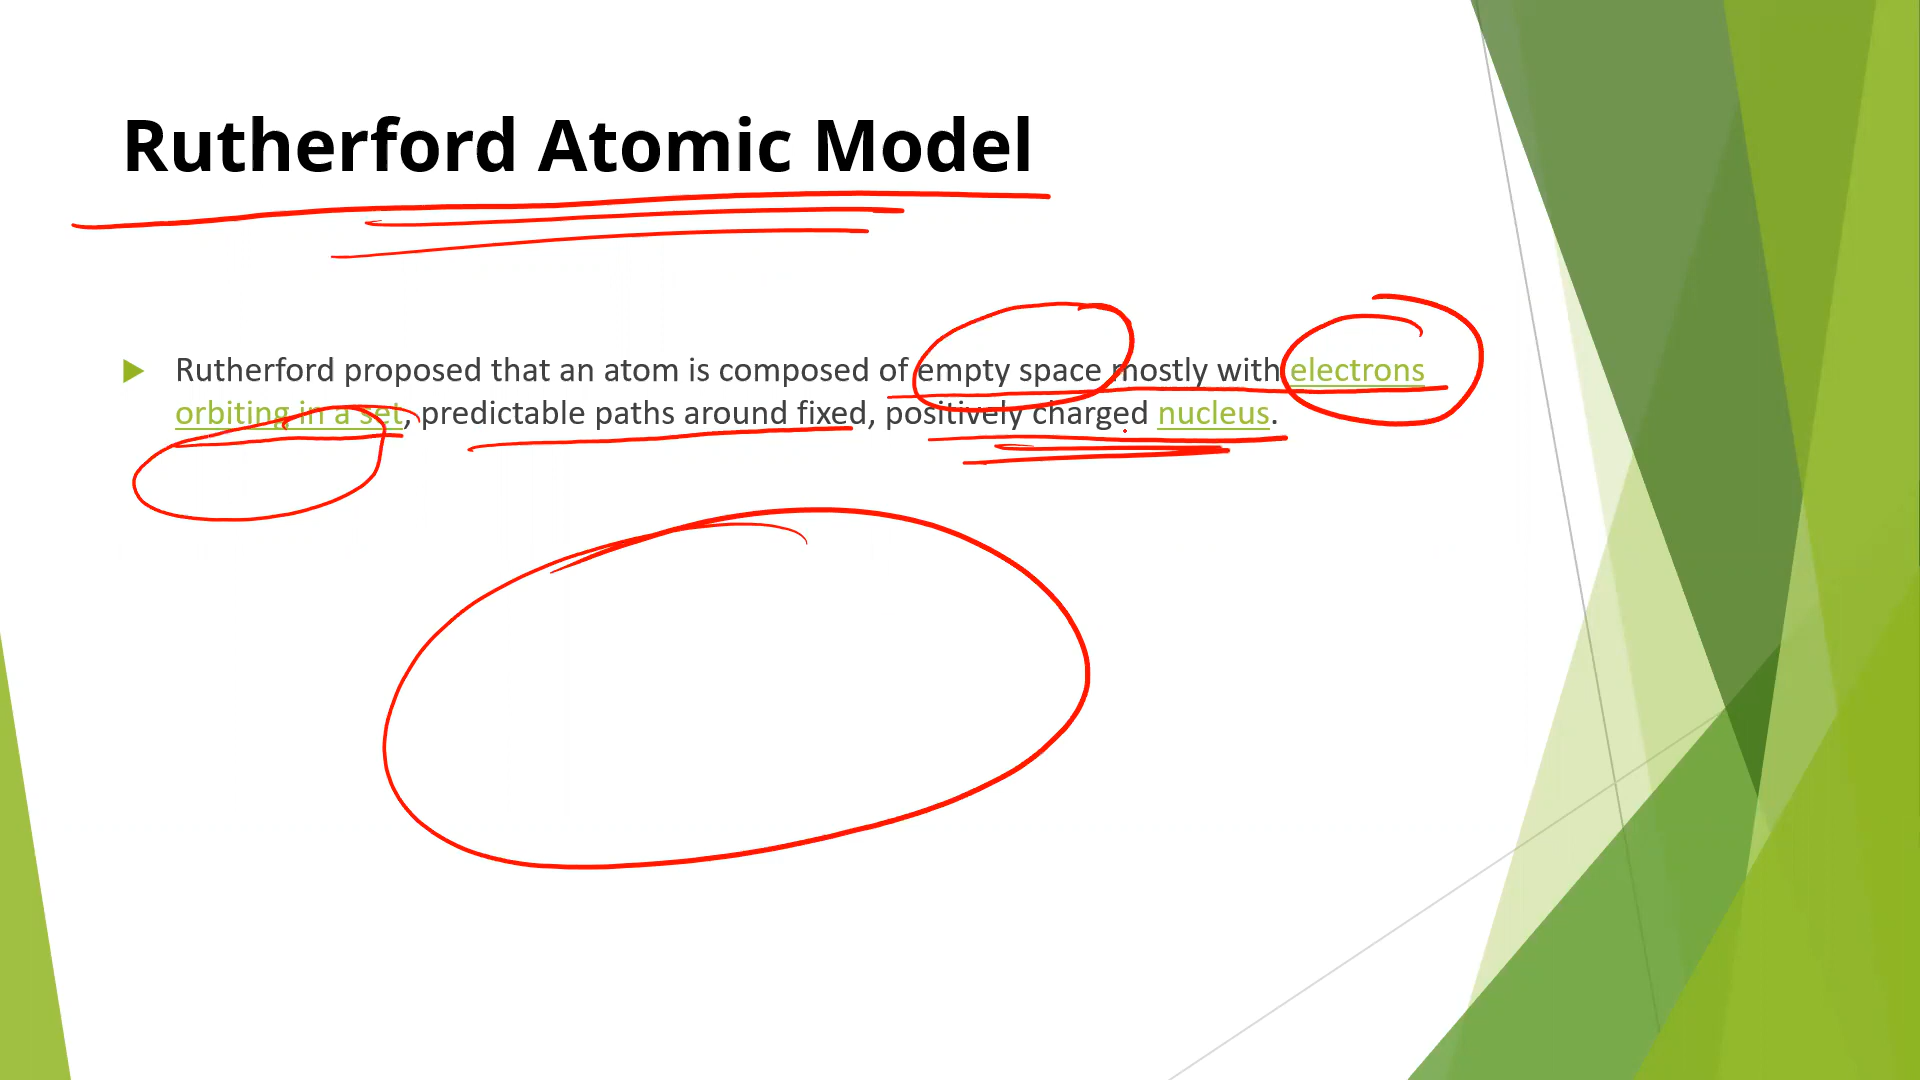 Rutherford Atomic Model
Rutherford proposed that an atom is composed of empty space mostly with electrons
orbiting in a set, predictable paths around fixed, positively charged nucleus.